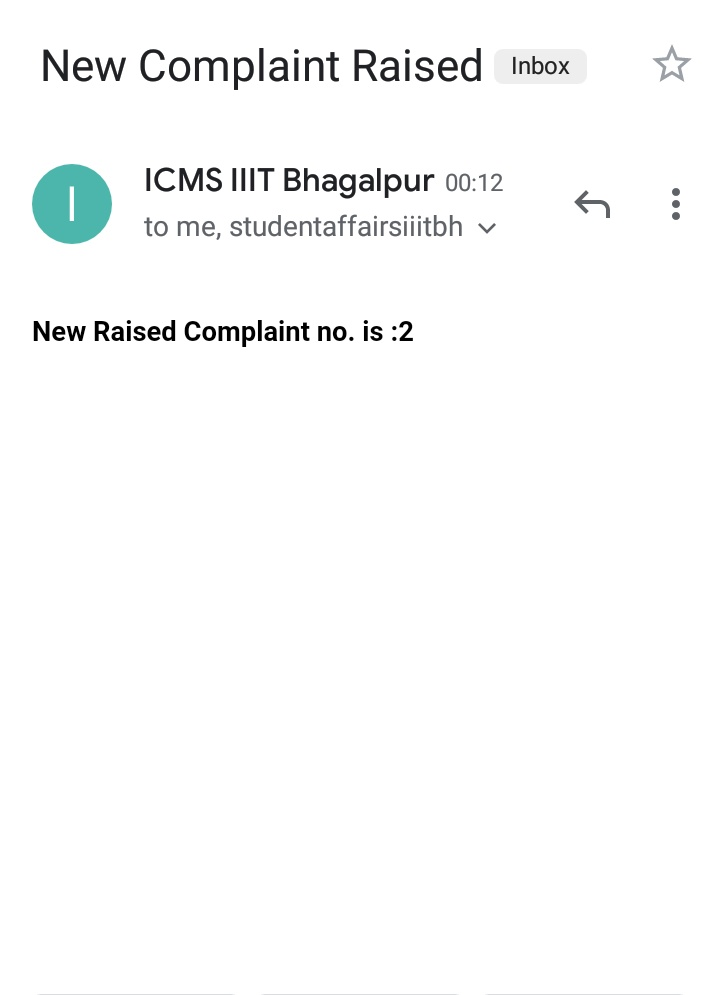 New Complaint Raised Inbox
I
ICMS IIIT Bhagalpur 00:12
to me, studentaffairsiiitbh
New Raised Complaint no. is :2